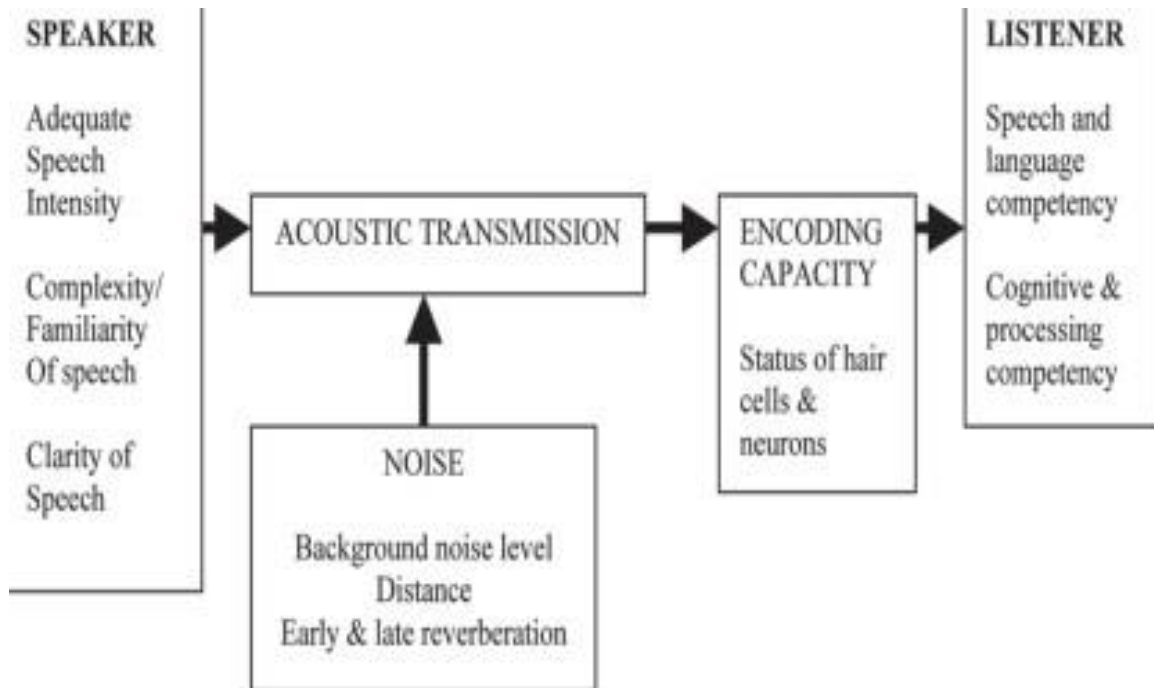 SPEAKER
Adequate
Speech
Intensity
Complexity/
Familiarity
Of speech
Clarity of
Speech
ACOUSTIC TRANSMISSION
NOISE
Background noise level
Distance
Early & late reverberation
ENCODING
CAPACITY
Status of hair
cells &
neurons
LISTENER
Speech and
language
competency
Cognitive &
processing
competency